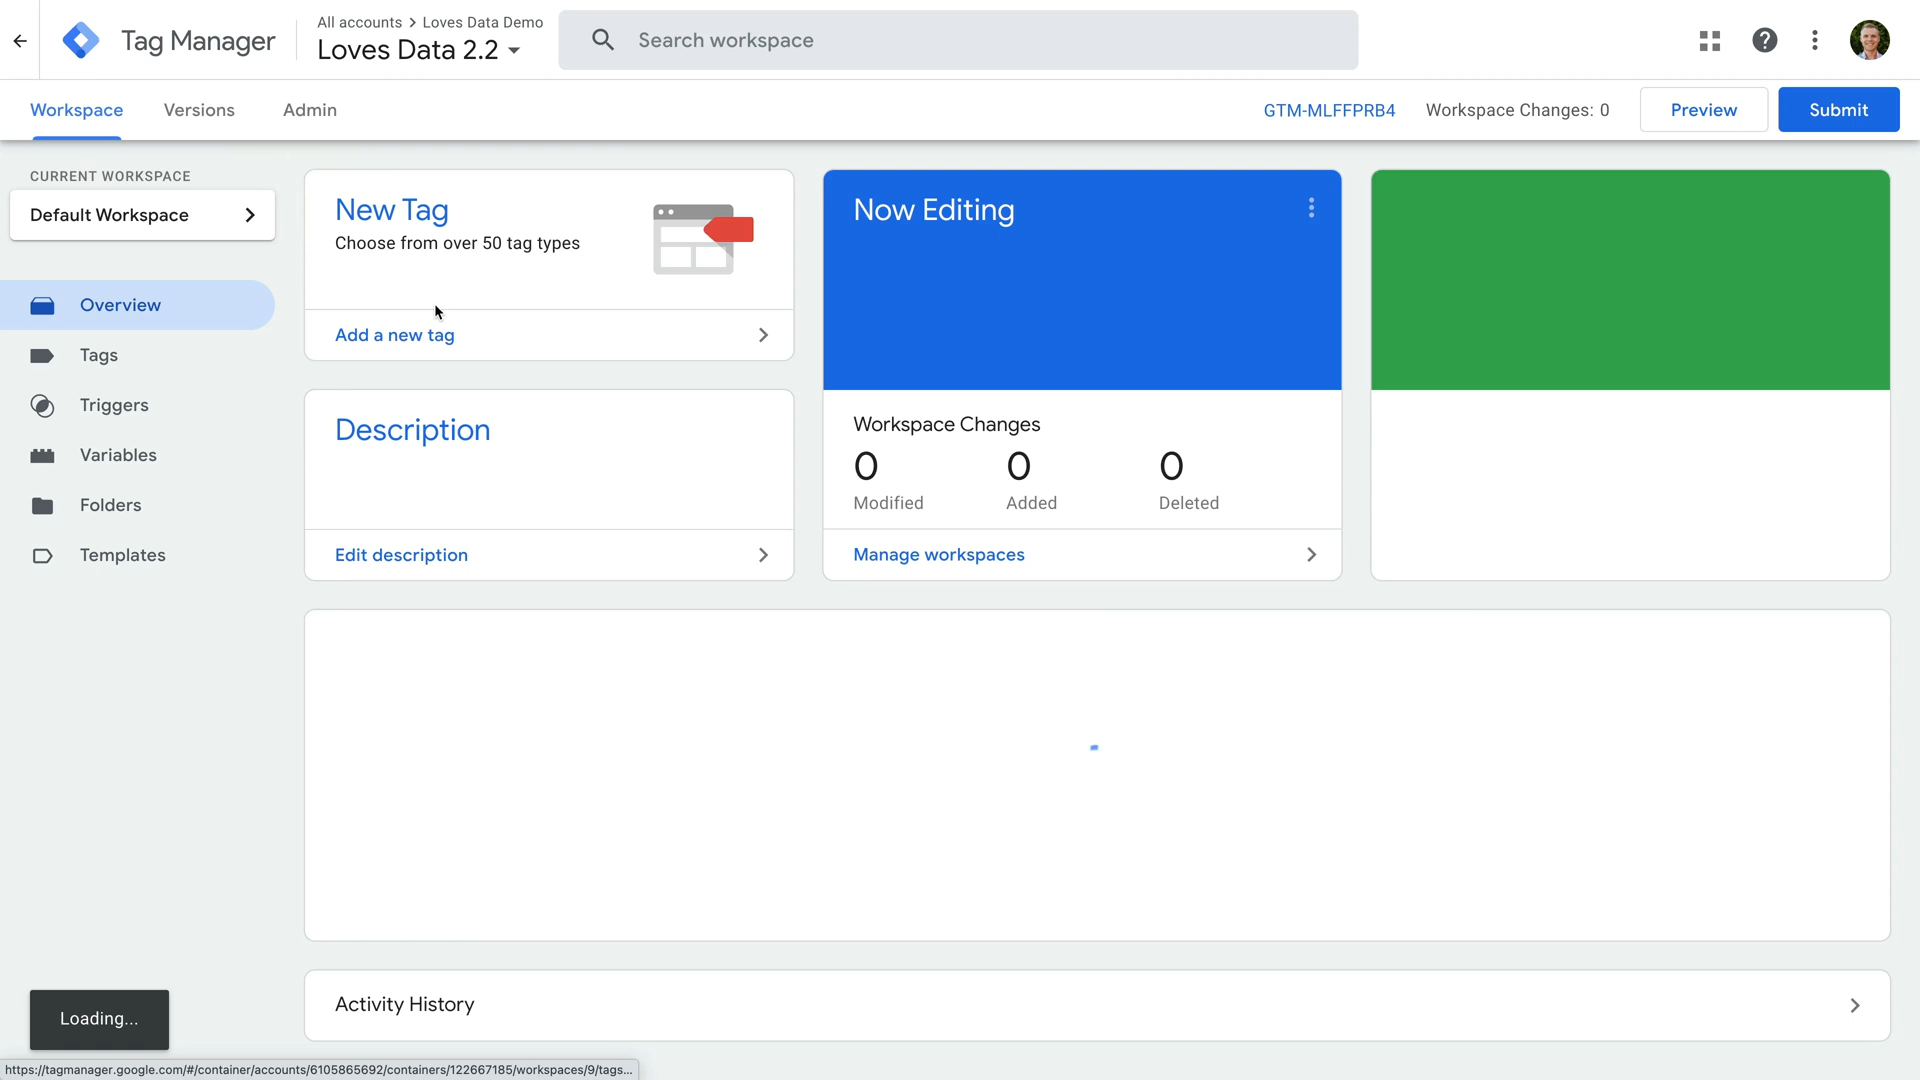 Tag Manager
All accounts > Loves Data Demo
Loves Data 2.2
Search workspace
Workspace
Versions
Admin
GTM-MLFFPRB4
Workspace Changes: 0
Preview
Submit
CURRENT WORKSPACE
Default Workspace
Overview
Tags
Triggers
Variables
Folders
Templates
New Tag
Choose from over 50 tag types
Add a new tag
Description
Edit description
Now Editing
Workspace Changes
0
0
0
Modified
Added
Deleted
Manage workspaces
Activity History
Loading...
https://tagmanager.google.com/#/container/accounts/6105865692/containers/122667185/workspaces/9/tags...